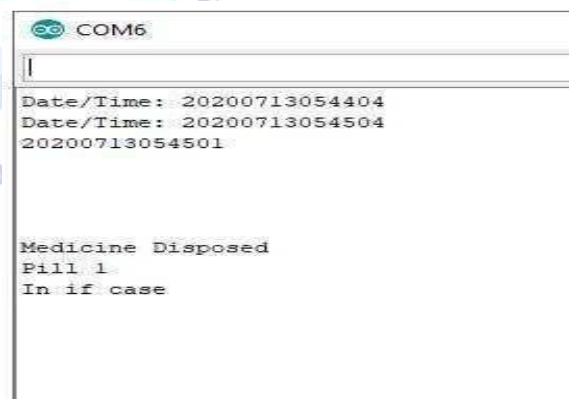 COM6
Date/Time: 20200713054404
Date/Time: 20200713054504
20200713054501
Medicine Disposed
Pill 1
In if case